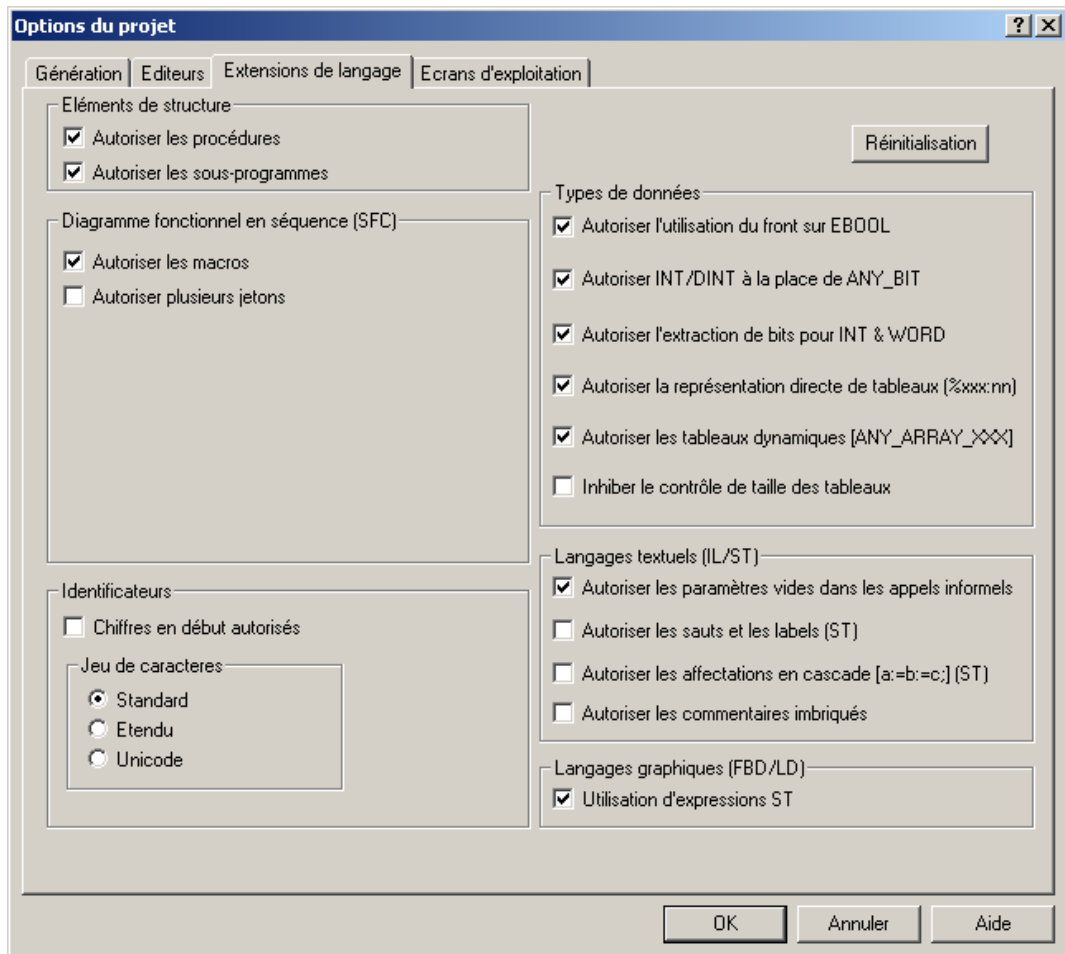 Options du projet
Génération
Editeurs
Extensions de langage
Ecrans d'exploitation
Eléments de structure
Autoriser les procédures
Autoriser les sous-programmes
Diagramme fonctionnel en séquence (SFC)
Autoriser les macros
Autoriser plusieurs jetons
Identificateurs
Chiffres en début autorisés
Jeu de caracteres
Standard
Etendu
Unicode
Réinitialisation
Types de données
Autoriser l'utilisation du front sur EBOOL
Autoriser INT/DINT à la place de ANY_BIT
Autoriser l'extraction de bits pour INT & WORD
Autoriser la représentation directe de tableaux (%xxx:nn)
Autoriser les tableaux dynamiques [ANY_ARRAY_XXX]
Inhiber le contrôle de taille des tableaux
Langages textuels (IL/ST)
Autoriser les paramètres vides dans les appels informels
Autoriser les sauts et les labels (ST)
Autoriser les affectations en cascade [a:=b:=c;] (ST)
Autoriser les commentaires imbriqués
Langages graphiques (FBD/LD)
Utilisation d'expressions ST
OK
Annuler
Aide